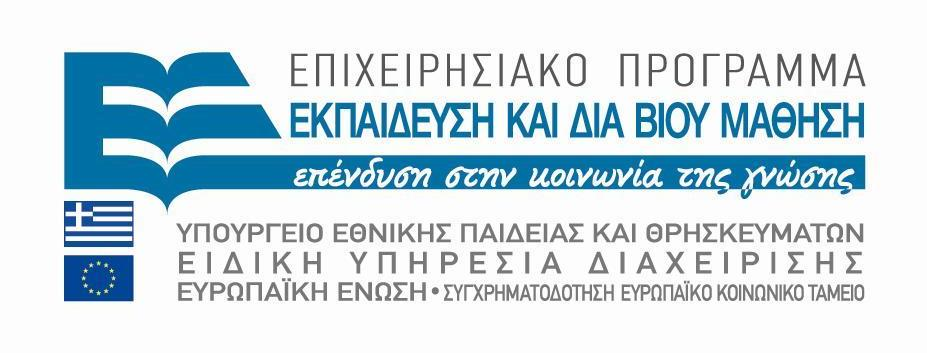 ΕΠΙΧΕΙΡΗΣΙΑΚΟ ΠΡΟΓΡΑΜΜΑ
ΕΚΠΑΙΔΕΥΣΗ ΚΑΙ ΔΙΑ ΒΙΟΥ ΜΑΘΗΣΗ
επένδυση στην κοινωνία της γνώσης
ΥΠΟΥΡΓΕΙΟ ΕΘΝΙΚΗΣ ΠΑΙΔΕΙΑΣ ΚΑΙ ΘΡΗΣΚΕΥΜΑΤΩΝ
ΕΙΔΙΚΗ ΥΠΗΡΕΣΙΑ ΔΙΑΧΕΙΡΙΣΗΣ
ΕΥΡΩΠΑΪΚΗ ΕΝΩΣΗ • ΣΥΓΧΡΗΜΑΤΟΔΟΤΗΣΗ ΕΥΡΩΠΑΪΚΟ ΚΟΙΝΩΝΙΚΟ ΤΑΜΕΙΟ